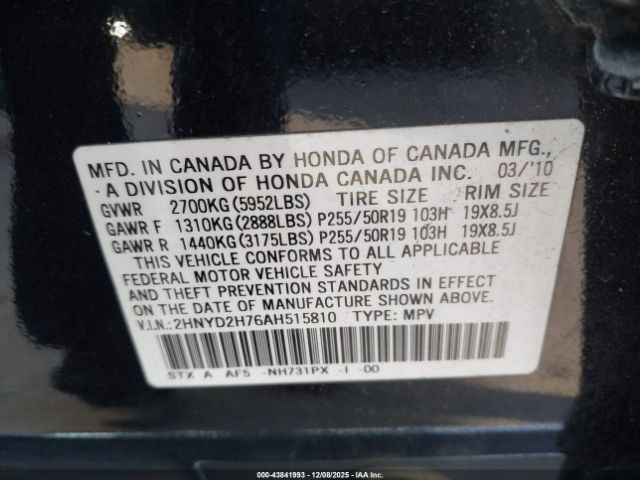 MFD. IN CANADA BY HONDA OF CANADA MFG.,
A DIVISION OF HONDA CANADA INC. 03/'10
GVWR 2700KG(5952LBS) TIRE SIZE RIM SIZE
GAWR F 1310KG(2888LBS) P255/50R19 103H 19X8.5J
GAWR R 1440KG(3175LBS) P255/50R19 103H 19X8.5J
THIS VEHICLE CONFORMS TO ALL APPLICABLE
FEDERAL MOTOR VEHICLE SAFETY
AND THEFT PREVENTION STANDARDS IN EFFECT
ON THE DATE OF MANUFACTURE SHOWN ABOVE.
V.I.N.:2HNYD2H76AH515810 TYPE: MPV
STX A AF5 -NH731PX -I -00
000-43841993 - 12/08/2025 - IAAI